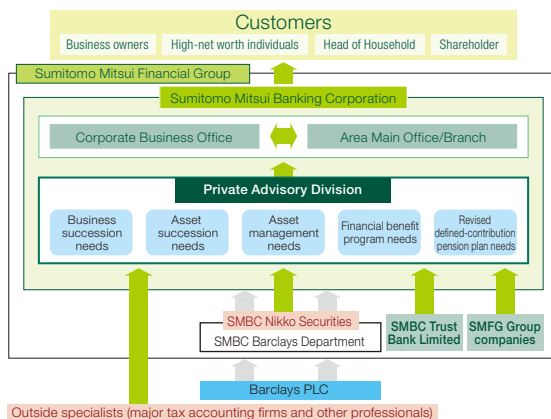 Customers
Business owners
High-net worth individuals
Head of Household
Shareholder
Sumitomo Mitsui Financial Group
Sumitomo Mitsui Banking Corporation
Corporate Business Office
Area Main Office/Branch
Private Advisory Division
Business
succession
needs
Asset
succession
needs
Asset
management
needs
Financial benefit
program needs
Revised
defined-contribution
pension plan needs
SMBC Nikko Securities
SMBC Barclays Department
SMBC Trust
Bank Limited
SMFG Group
companies
Barclays PLC
Outside specialists (major tax accounting firms and other professionals)